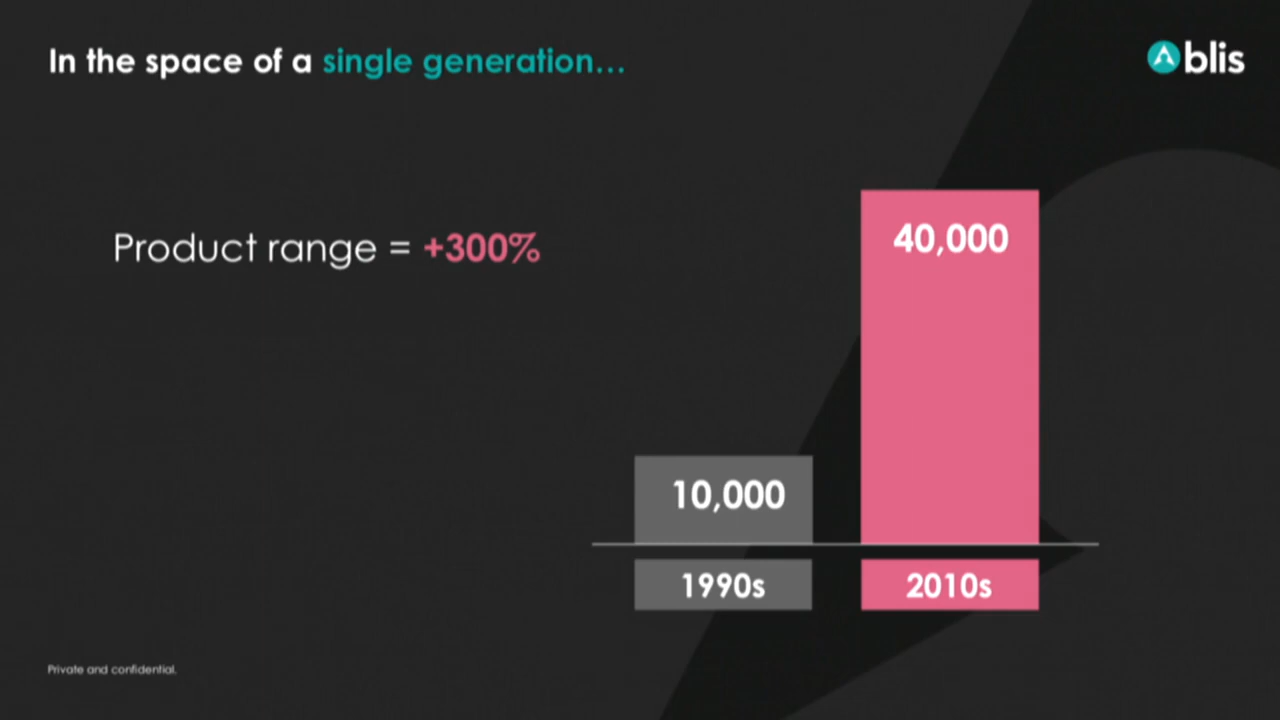 In the space of a single generation...
blis
Product range = +300%
40,000
10,000
1990s
2010s
Private and confidential.